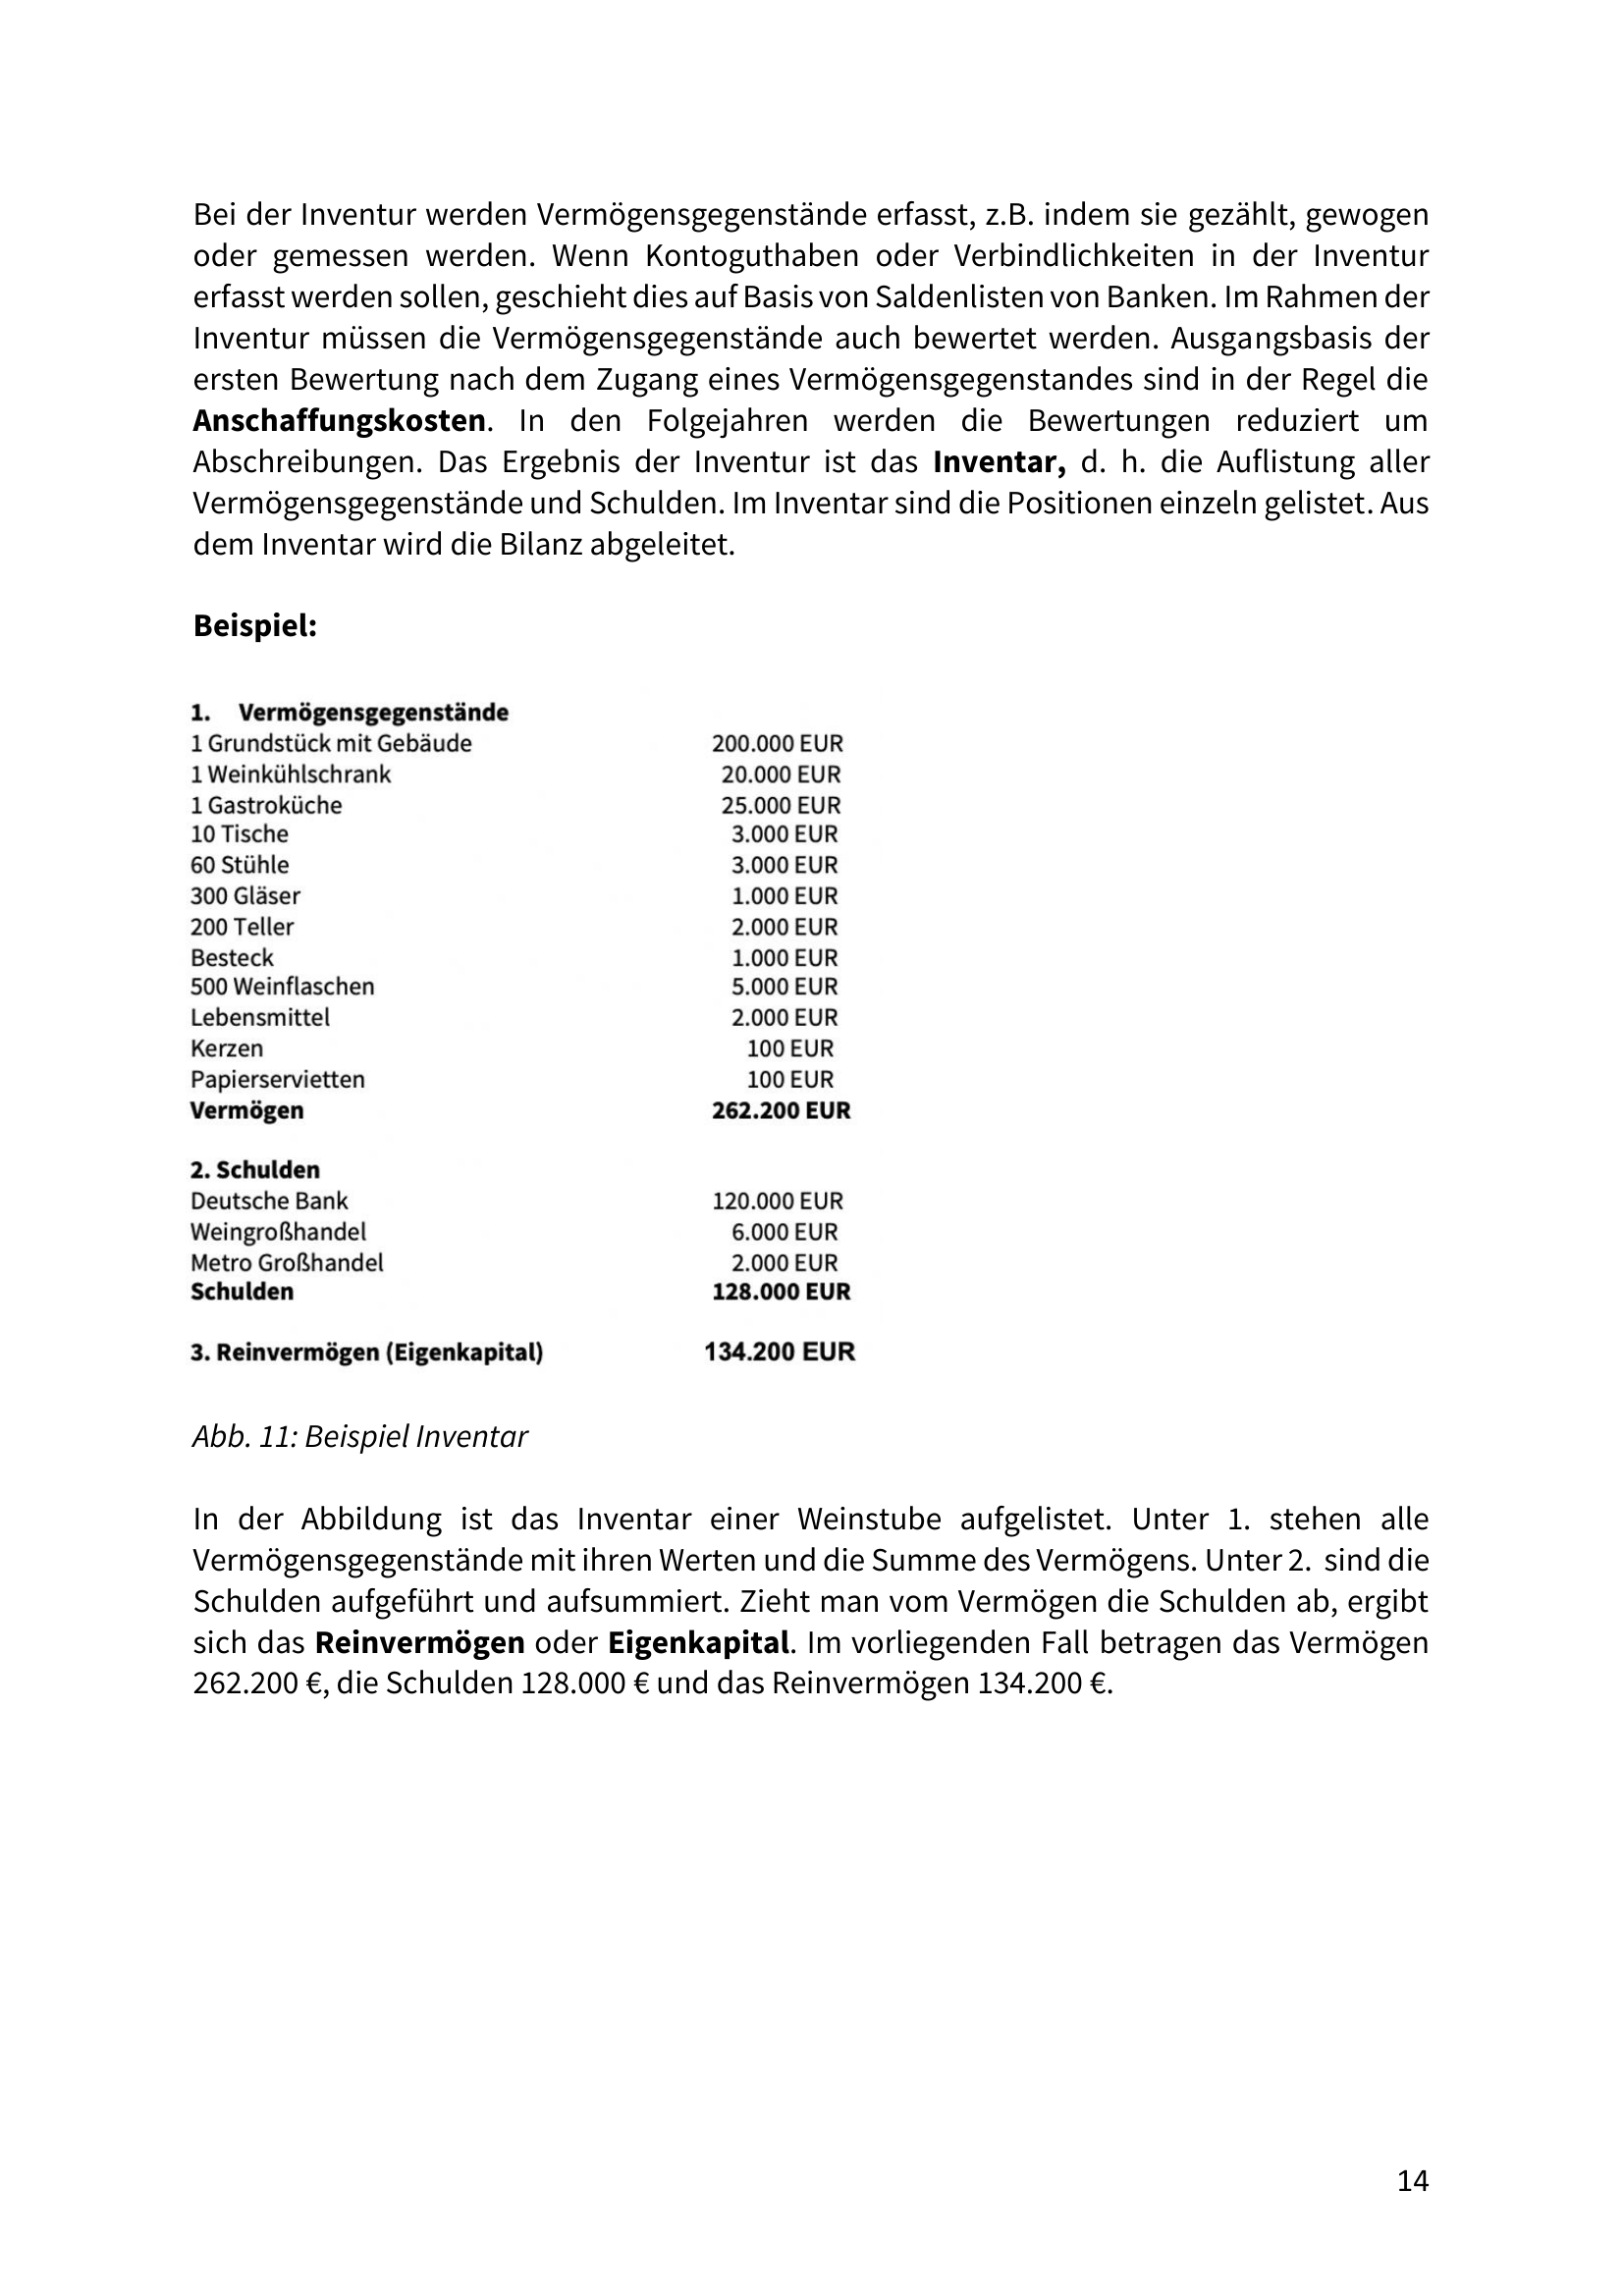 Bei der Inventur werden Vermögensgegenstände erfasst, z.B. indem sie gezählt, gewogen
oder gemessen werden. Wenn Kontoguthaben oder Verbindlichkeiten in der Inventur
erfasst werden sollen, geschieht dies auf Basis von Saldenlisten von Banken. Im Rahmen der
Inventur müssen die Vermögensgegenstände auch bewertet werden. Ausgangsbasis der
ersten Bewertung nach dem Zugang eines Vermögensgegenstandes sind in der Regel die
Anschaffungskosten. In den Folgejahren werden die Bewertungen reduziert um
Abschreibungen. Das Ergebnis der Inventur ist das Inventar, d. h. die Auflistung aller
Vermögensgegenstände und Schulden. Im Inventar sind die Positionen einzeln gelistet. Aus
dem Inventar wird die Bilanz abgeleitet.
Beispiel:
1. Vermögensgegenstände
1 Grundstück mit Gebäude 200.000 EUR
1 Weinkühlschrank 20.000 EUR
1 Gastroküche 25.000 EUR
10 Tische 3.000 EUR
60 Stühle 3.000 EUR
300 Gläser 1.000 EUR
200 Teller 2.000 EUR
Besteck 1.000 EUR
500 Weinflaschen 5.000 EUR
Lebensmittel 2.000 EUR
Kerzen 100 EUR
Papierservietten 100 EUR
Vermögen 262.200 EUR
2. Schulden
Deutsche Bank 120.000 EUR
Weingroßhandel 6.000 EUR
Metro Großhandel 2.000 EUR
Schulden 128.000 EUR
3. Reinvermögen (Eigenkapital) 134.200 EUR
Abb. 11: Beispiel Inventar
In der Abbildung ist das Inventar einer Weinstube aufgelistet. Unter 1. stehen alle
Vermögensgegenstände mit ihren Werten und die Summe des Vermögens. Unter 2. sind die
Schulden aufgeführt und aufsummiert. Zieht man vom Vermögen die Schulden ab, ergibt
sich das Reinvermögen oder Eigenkapital. Im vorliegenden Fall betragen das Vermögen
262.200 €, die Schulden 128.000 € und das Reinvermögen 134.200 €.
14